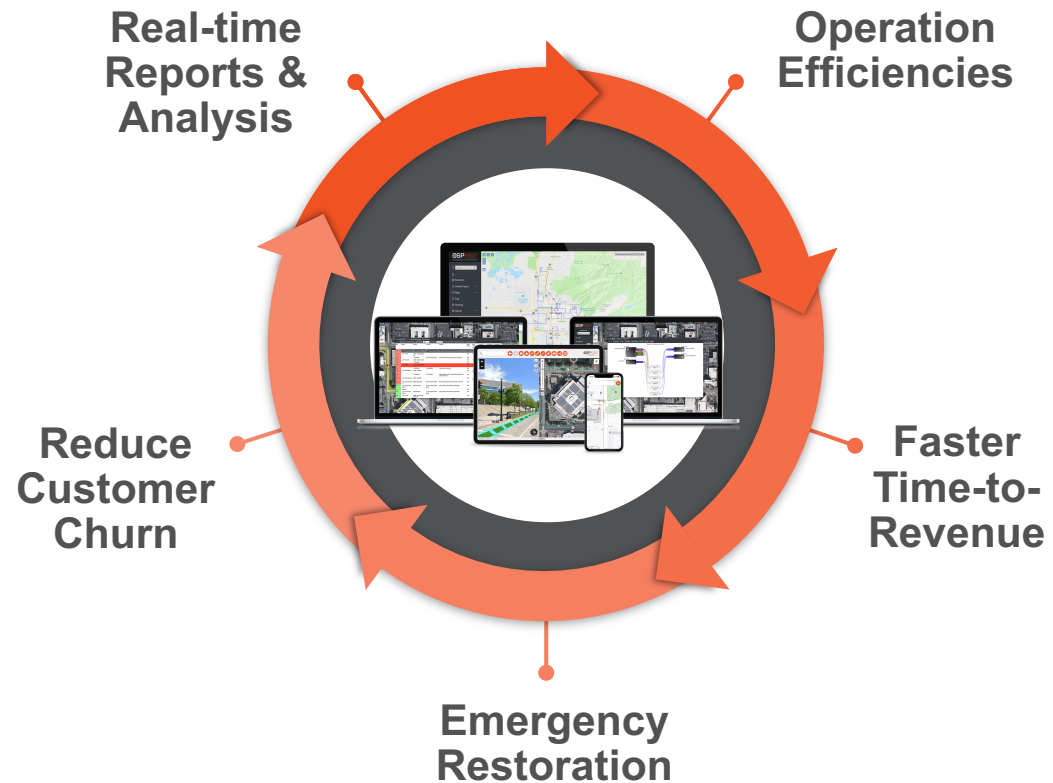 Real-time
Reports &
Analysis
Operation
Efficiencies
Faster
Time-to-
Revenue
Emergency
Restoration
Reduce
Customer
Churn